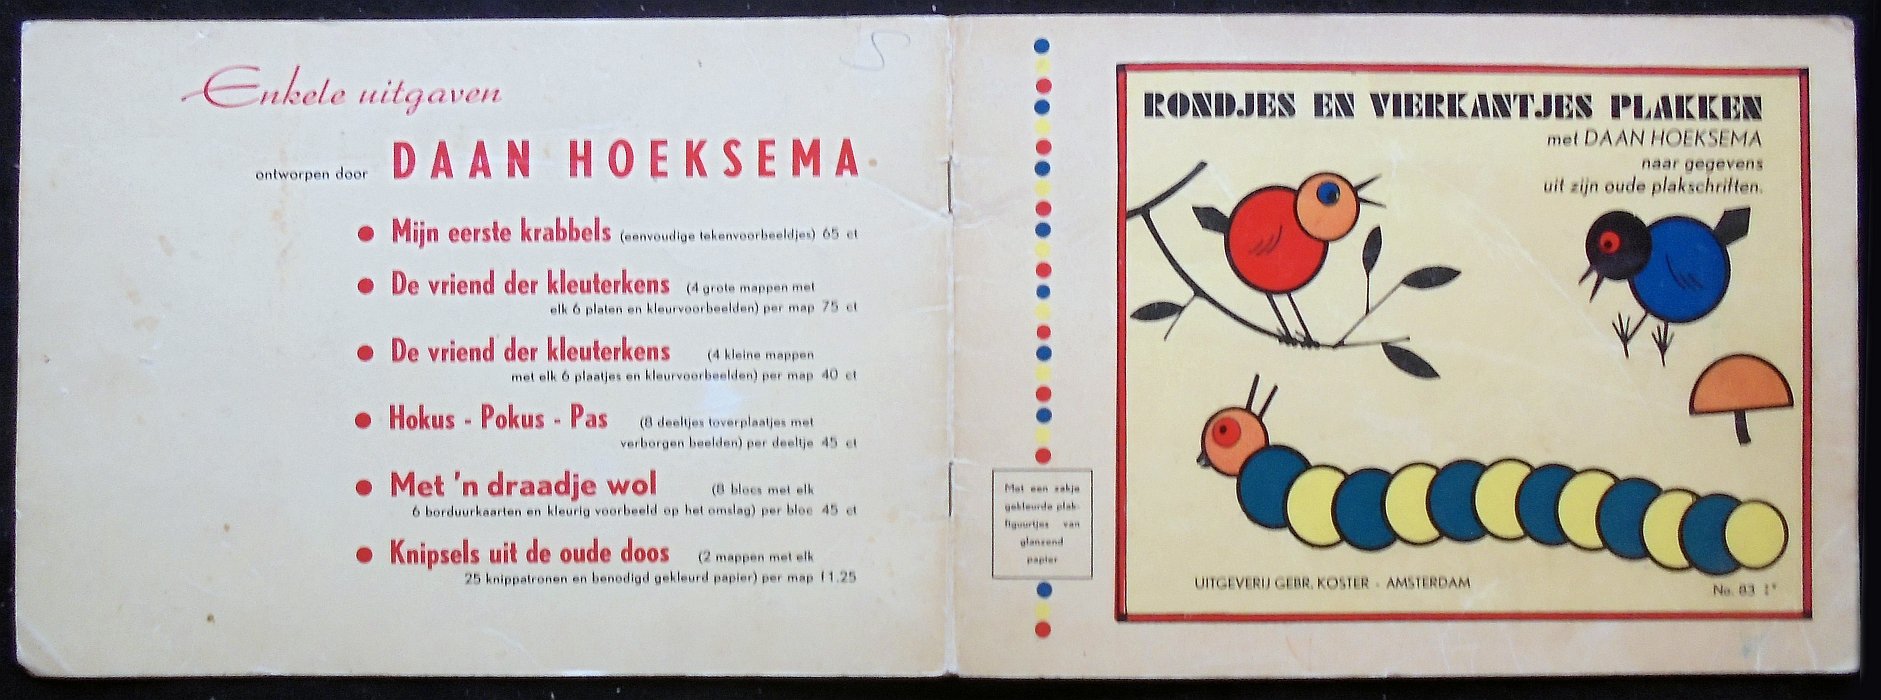 Enkele uitgaven
ontworpen door DAAN HOEKSEMA
● Mijn eerste krabbels (eenvoudige tekenvoorbeeldjes) 65 ct
● De vriend der kleuterkens (4 grote mappen met
elk 6 platen en kleurvoorbeelden) per map 75 ct
● De vriend der kleuterkens (4 kleine mappen
met elk 6 plaatjes en kleurvoorbeelden) per map 40 ct
● Hokus - Pokus - Pas (8 deeltjes toverplaatjes met
verborgen beelden) per deeltje 45 ct
● Met 'n draadje wol (8 blocs met elk
6 borduurkaarten en kleurig voorbeeld op het omslag) per bloc 45 ct
● Knipsels uit de oude doos (2 mappen met elk
25 knippatronen en benodigd gekleurd papier) per map f 1.25
RONDJES EN VIERKANTJES PLAKKEN
met DAAN HOEKSEMA
naar gegevens
uit zijn oude plakschriften.
Met een zakje
gekleurde plak-
figuurtjes van
glanzend
papier
UITGEVERIJ GEBR. KOSTER - AMSTERDAM
No. 83